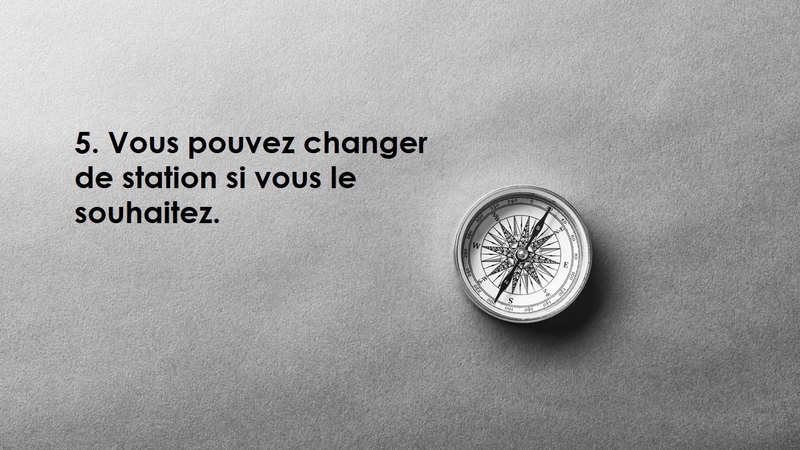 5. Vous pouvez changer
de station si vous le
souhaitez.
W
E
S